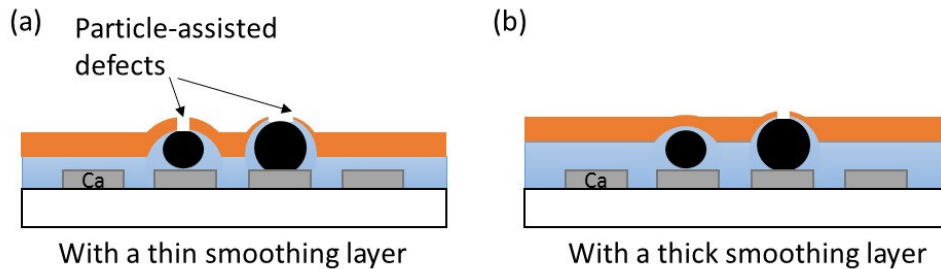 (a)
Particle-assisted
defects
Ca
With a thin smoothing layer
(b)
Ca
With a thick smoothing layer